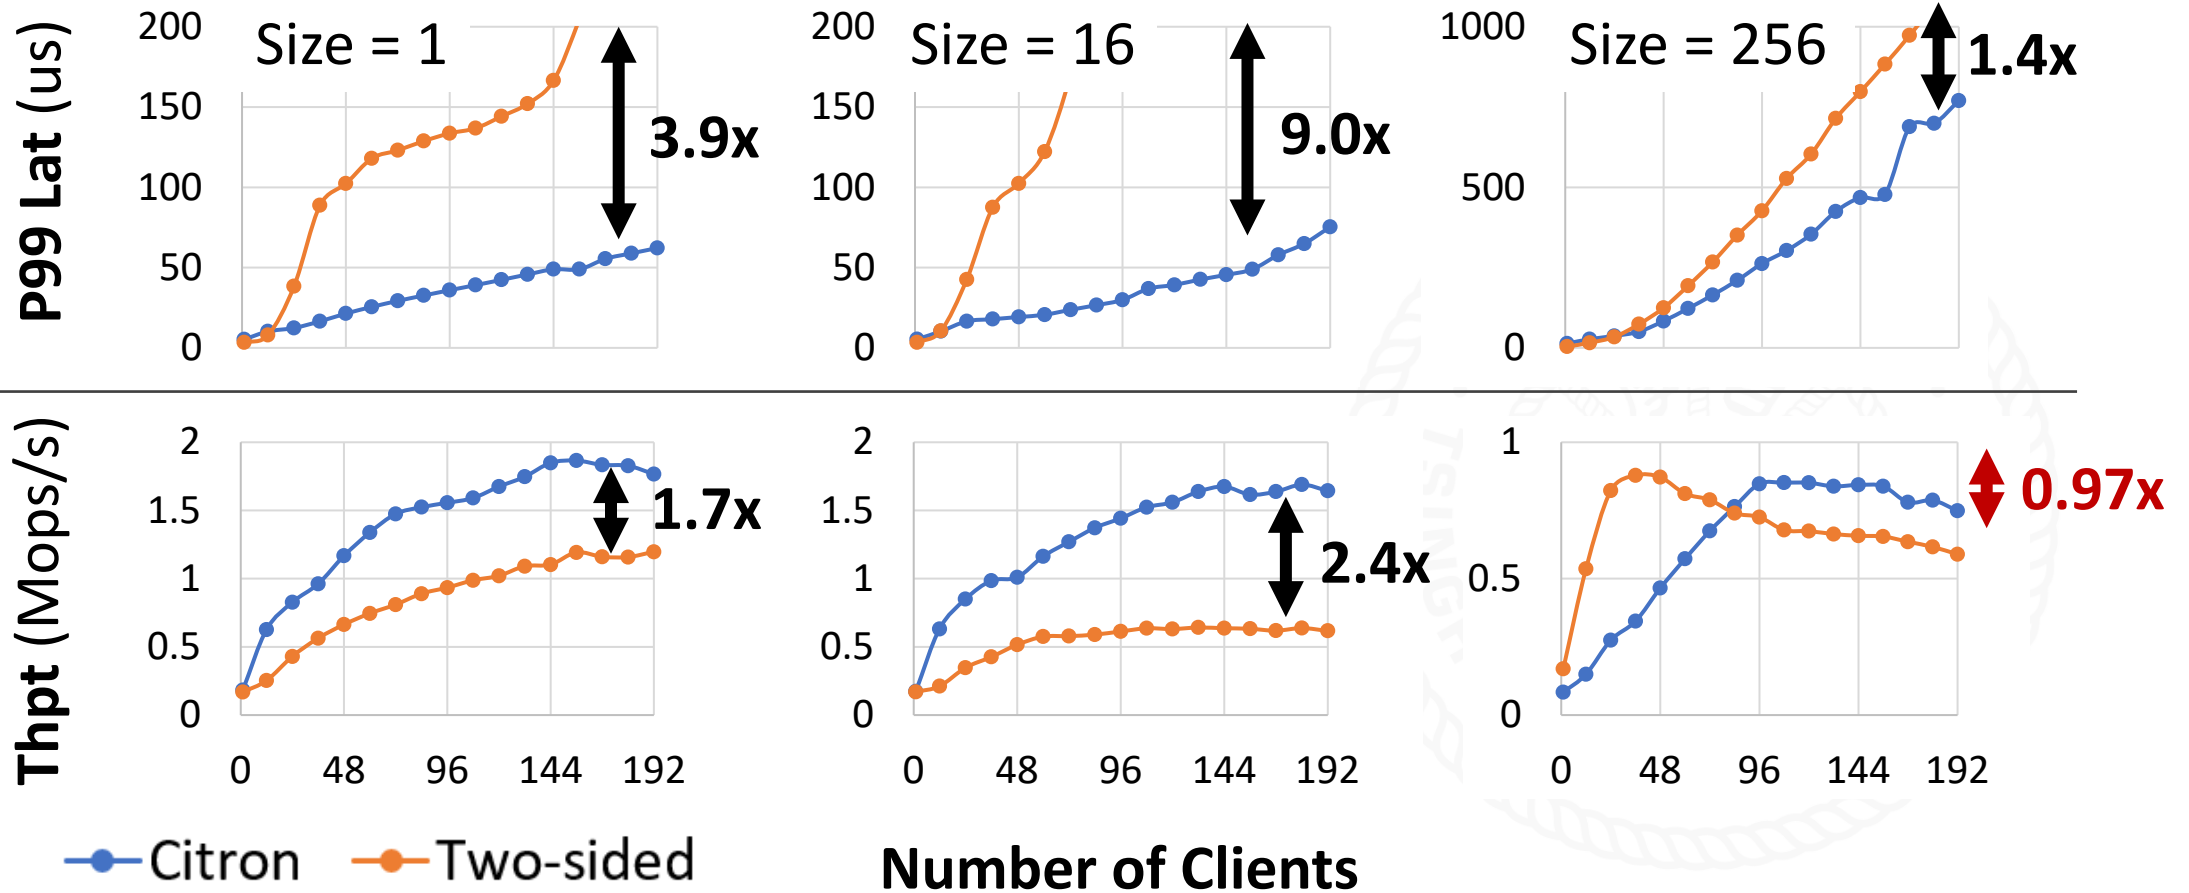 P99 Lat (us)
200
150
100
50
0
Size = 1
3.9x
200
150
100
50
0
Size = 16
9.0x
1000
500
0
Size = 256
1.4x
Thpt (Mops/s)
2
1.5
1
0.5
0
0 48 96 144 192
1.7x
2
1.5
1
0.5
0
0 48 96 144 192
2.4x
1
0.5
0
0 48 96 144 192
0.97x
Citron
Two-sided
Number of Clients